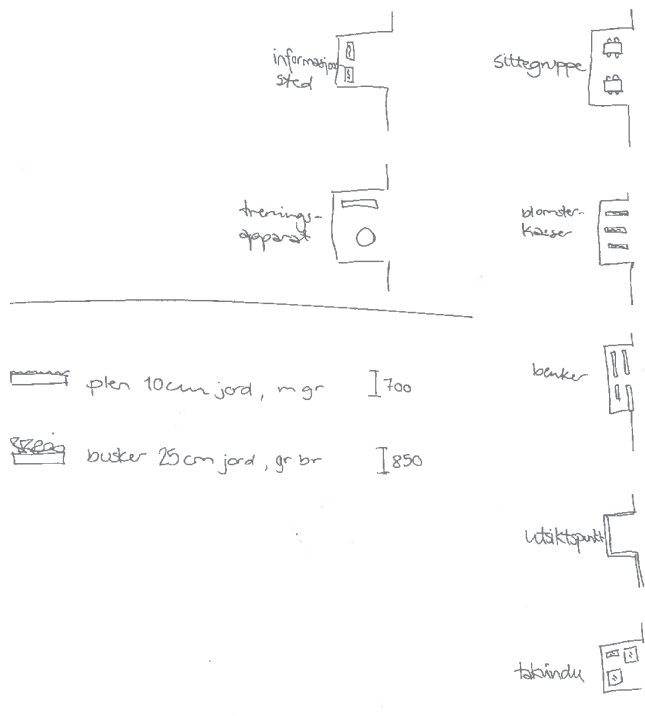 informasjon
sted
sittegruppe
trenings-
apparat
blomster-
kasser
plen 10cm jord, m gr 700
benker
busker 25cm jord, gr br 850
utsiktspunkt
takvindu